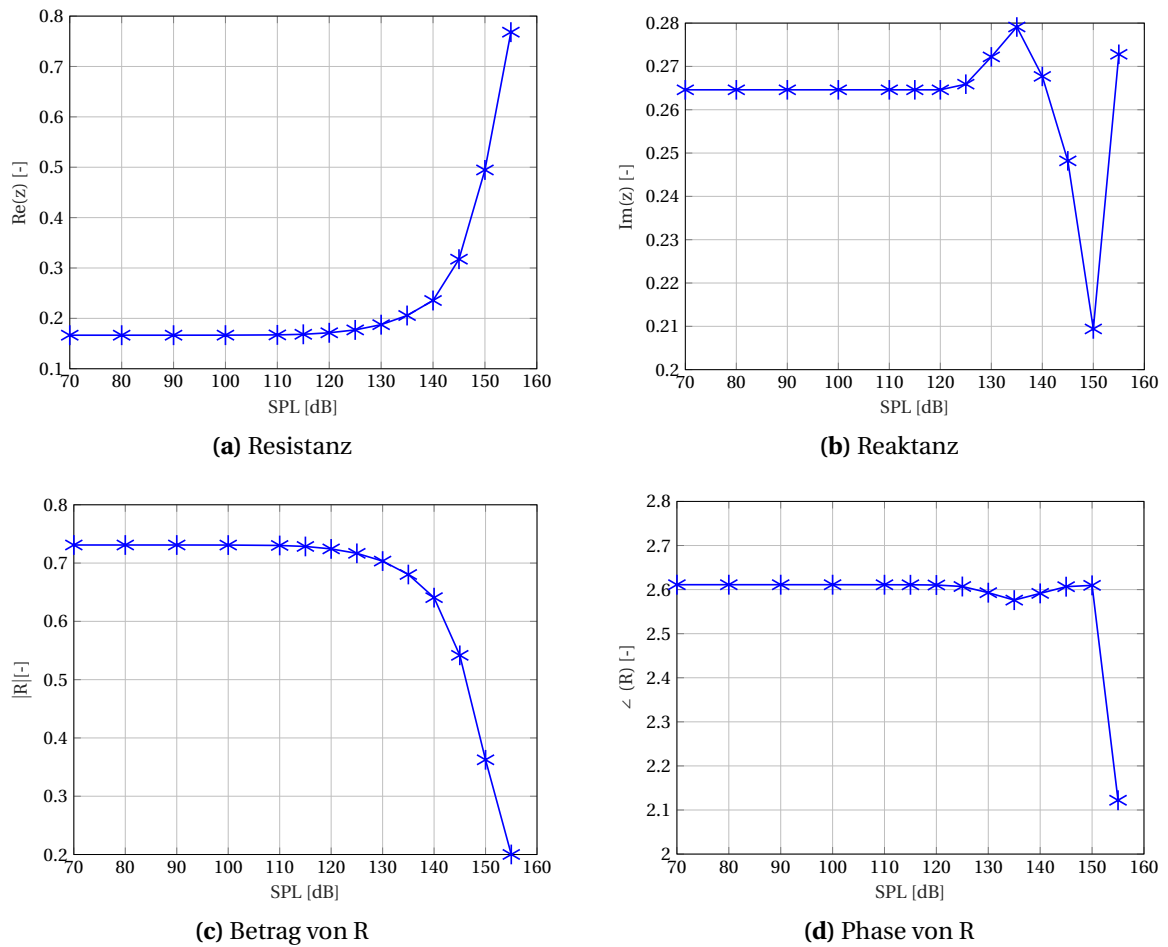 0.8
0.7
0.6
0.5
0.4
0.3
0.2
0.1
Re(z) [-]
70 80 90 100 110 120 130 140 150 160
SPL [dB]
(a) Resistanz
0.28
0.27
0.26
0.25
0.24
0.23
0.22
0.21
0.2
Im(z) [-]
70 80 90 100 110 120 130 140 150 160
SPL [dB]
(b) Reaktanz
0.8
0.7
0.6
0.5
0.4
0.3
0.2
|R|[-]
70 80 90 100 110 120 130 140 150 160
SPL [dB]
(c) Betrag von R
2.8
2.7
2.6
2.5
2.4
2.3
2.2
2.1
2
∠ (R) [-]
70 80 90 100 110 120 130 140 150 160
SPL [dB]
(d) Phase von R